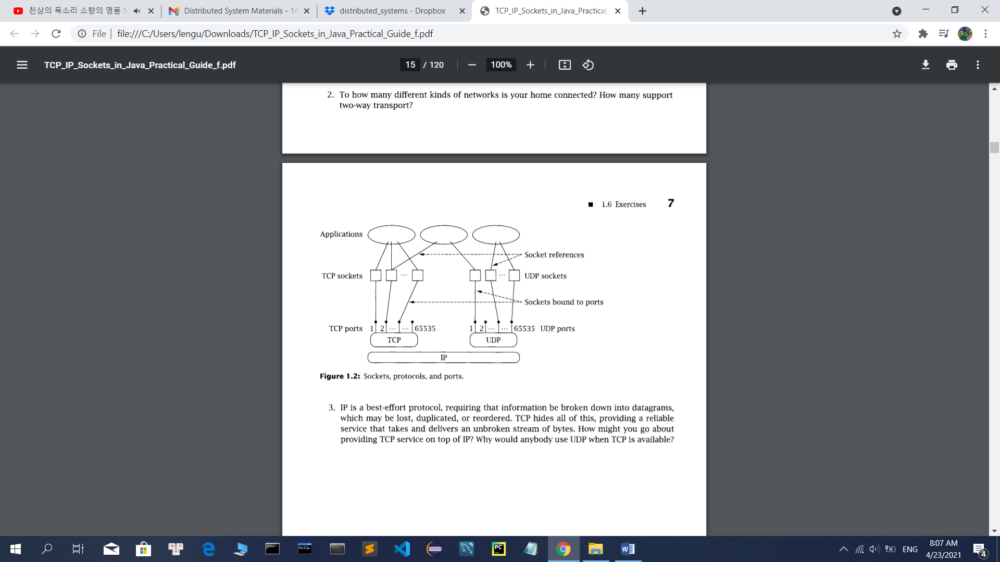 천상의 목소리 소향의 명품 5
Distributed System Materials - 14
distributed_systems - Dropbox
TCP_IP_Sockets_in_Java_Practical_
File
file:///C:/Users/lengu/Downloads/TCP_IP_Sockets_in_Java_Practical_Guide_f.pdf
TCP_IP_Sockets_in_Java_Practical_Guide_f.pdf
15 / 120
100%
2. To how many different kinds of networks is your home connected? How many support
two-way transport?
■ 1.6 Exercises 7
Applications
Socket references
TCP sockets ... ... UDP sockets
Sockets bound to ports
TCP ports 1 2 ... ... 65535 1 2 ... ... 65535 UDP ports
TCP UDP
IP
Figure 1.2: Sockets, protocols, and ports.
3. IP is a best-effort protocol, requiring that information be broken down into datagrams,
which may be lost, duplicated, or reordered. TCP hides all of this, providing a reliable
service that takes and delivers an unbroken stream of bytes. How might you go about
providing TCP service on top of IP? Why would anybody use UDP when TCP is available?
ENG
8:07 AM
4/23/2021
4